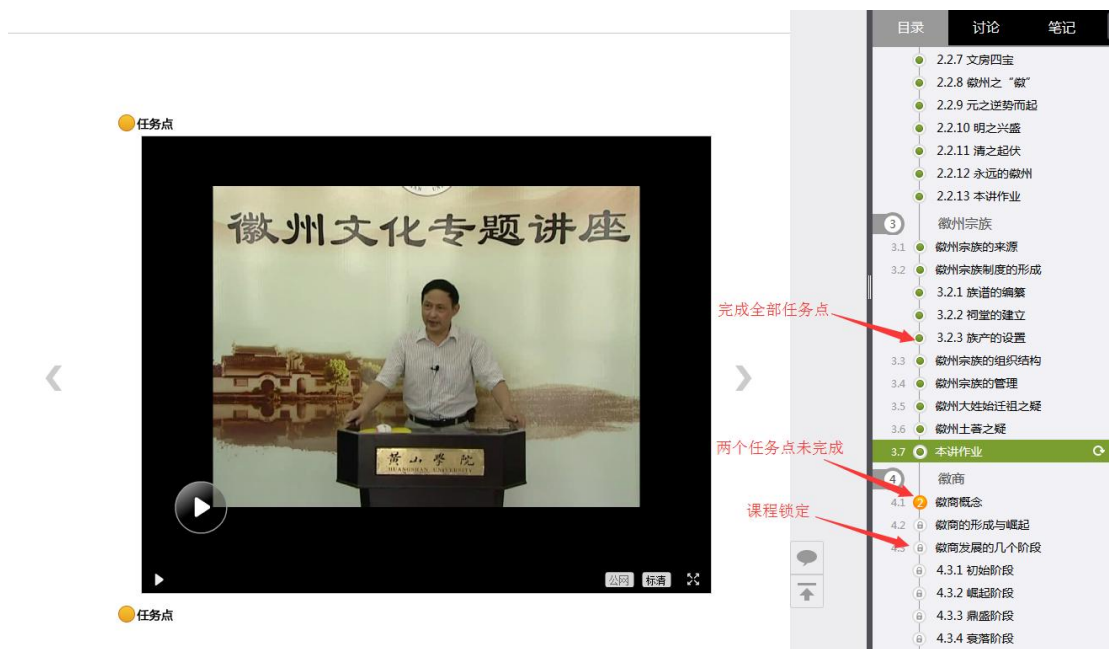 目录 讨论 笔记
2.2.7 文房四宝
2.2.8 徽州之“徽”
2.2.9 元之逆势而起
2.2.10 明之兴盛
2.2.11 清之起伏
2.2.12 永远的徽州
2.2.13 本讲作业
3 徽州宗族
3.1 徽州宗族的来源
3.2 徽州宗族制度的形成
3.2.1 族谱的编纂
3.2.2 祠堂的建立
3.2.3 族产的设置
3.3 徽州宗族的组织结构
3.4 徽州宗族的管理
3.5 徽州大姓始迁祖之疑
3.6 徽州土著之疑
3.7 本讲作业
4 徽商
4.1 2 徽商概念
4.2 徽商的形成与崛起
4.3 徽商发展的几个阶段
4.3.1 初始阶段
4.3.2 崛起阶段
4.3.3 鼎盛阶段
4.3.4 衰落阶段
完成全部任务点
两个任务点未完成
课程锁定
任务点
徽州文化专题讲座
黄山学院
HUANGSHAN UNIVERSITY
公网 标清
任务点